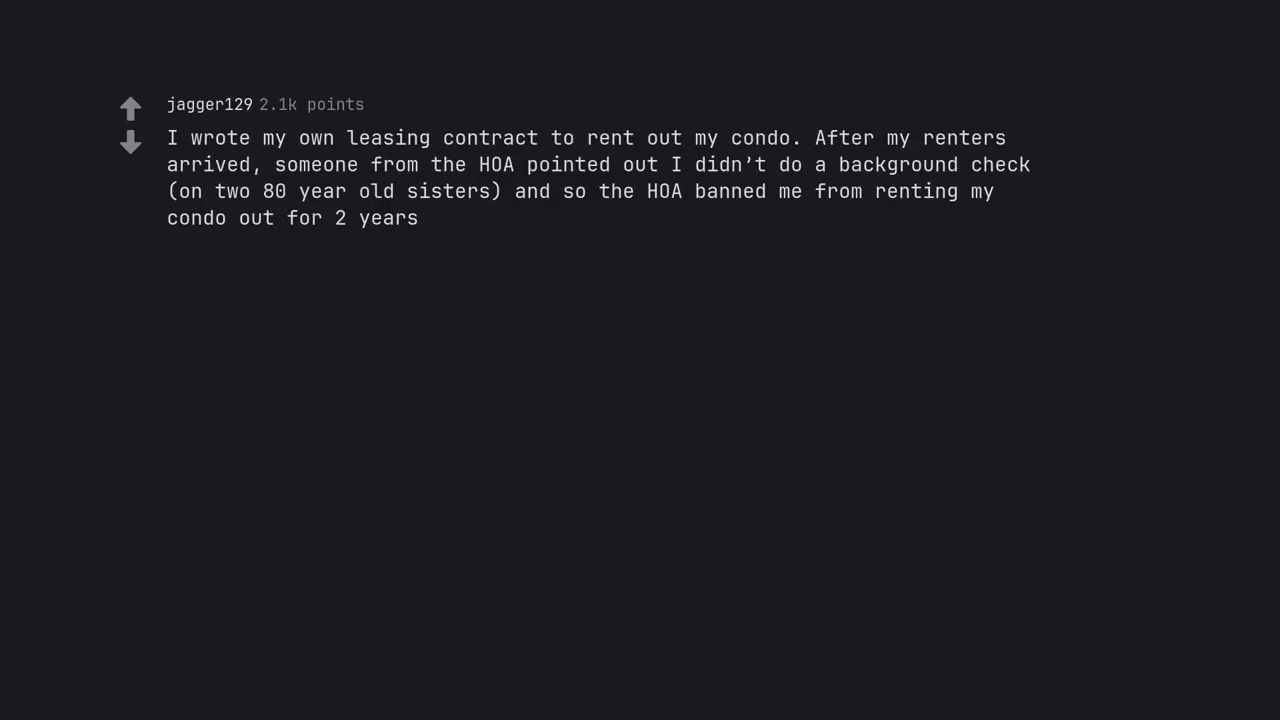 jagger129 2.1k points
I wrote my own leasing contract to rent out my condo. After my renters
arrived, someone from the HOA pointed out I didn’t do a background check
(on two 80 year old sisters) and so the HOA banned me from renting my
condo out for 2 years